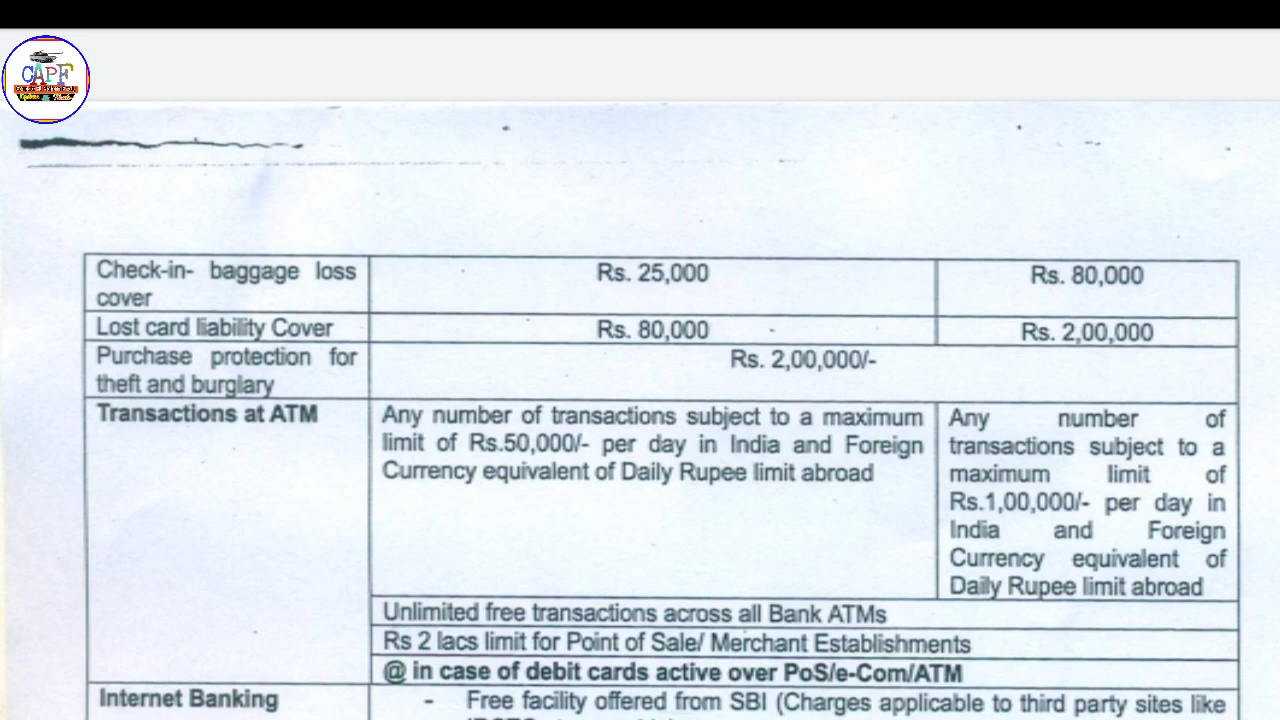 CAPF
Check-in- baggage loss
cover
Rs. 25,000
Rs. 80,000
Lost card liability Cover
Rs. 80,000
Rs. 2,00,000
Purchase protection for
theft and burglary
Rs. 2,00,000/-
Transactions at ATM
Any number of transactions subject to a maximum
limit of Rs.50,000/- per day in India and Foreign
Currency equivalent of Daily Rupee limit abroad
Any number of
transactions subject to a
maximum limit of
Rs.1,00,000/- per day in
India and Foreign
Currency equivalent of
Daily Rupee limit abroad
Unlimited free transactions across all Bank ATMs
Rs 2 lacs limit for Point of Sale/ Merchant Establishments
@ in case of debit cards active over PoS/e-Com/ATM
Internet Banking
- Free facility offered from SBI (Charges applicable to third party sites like